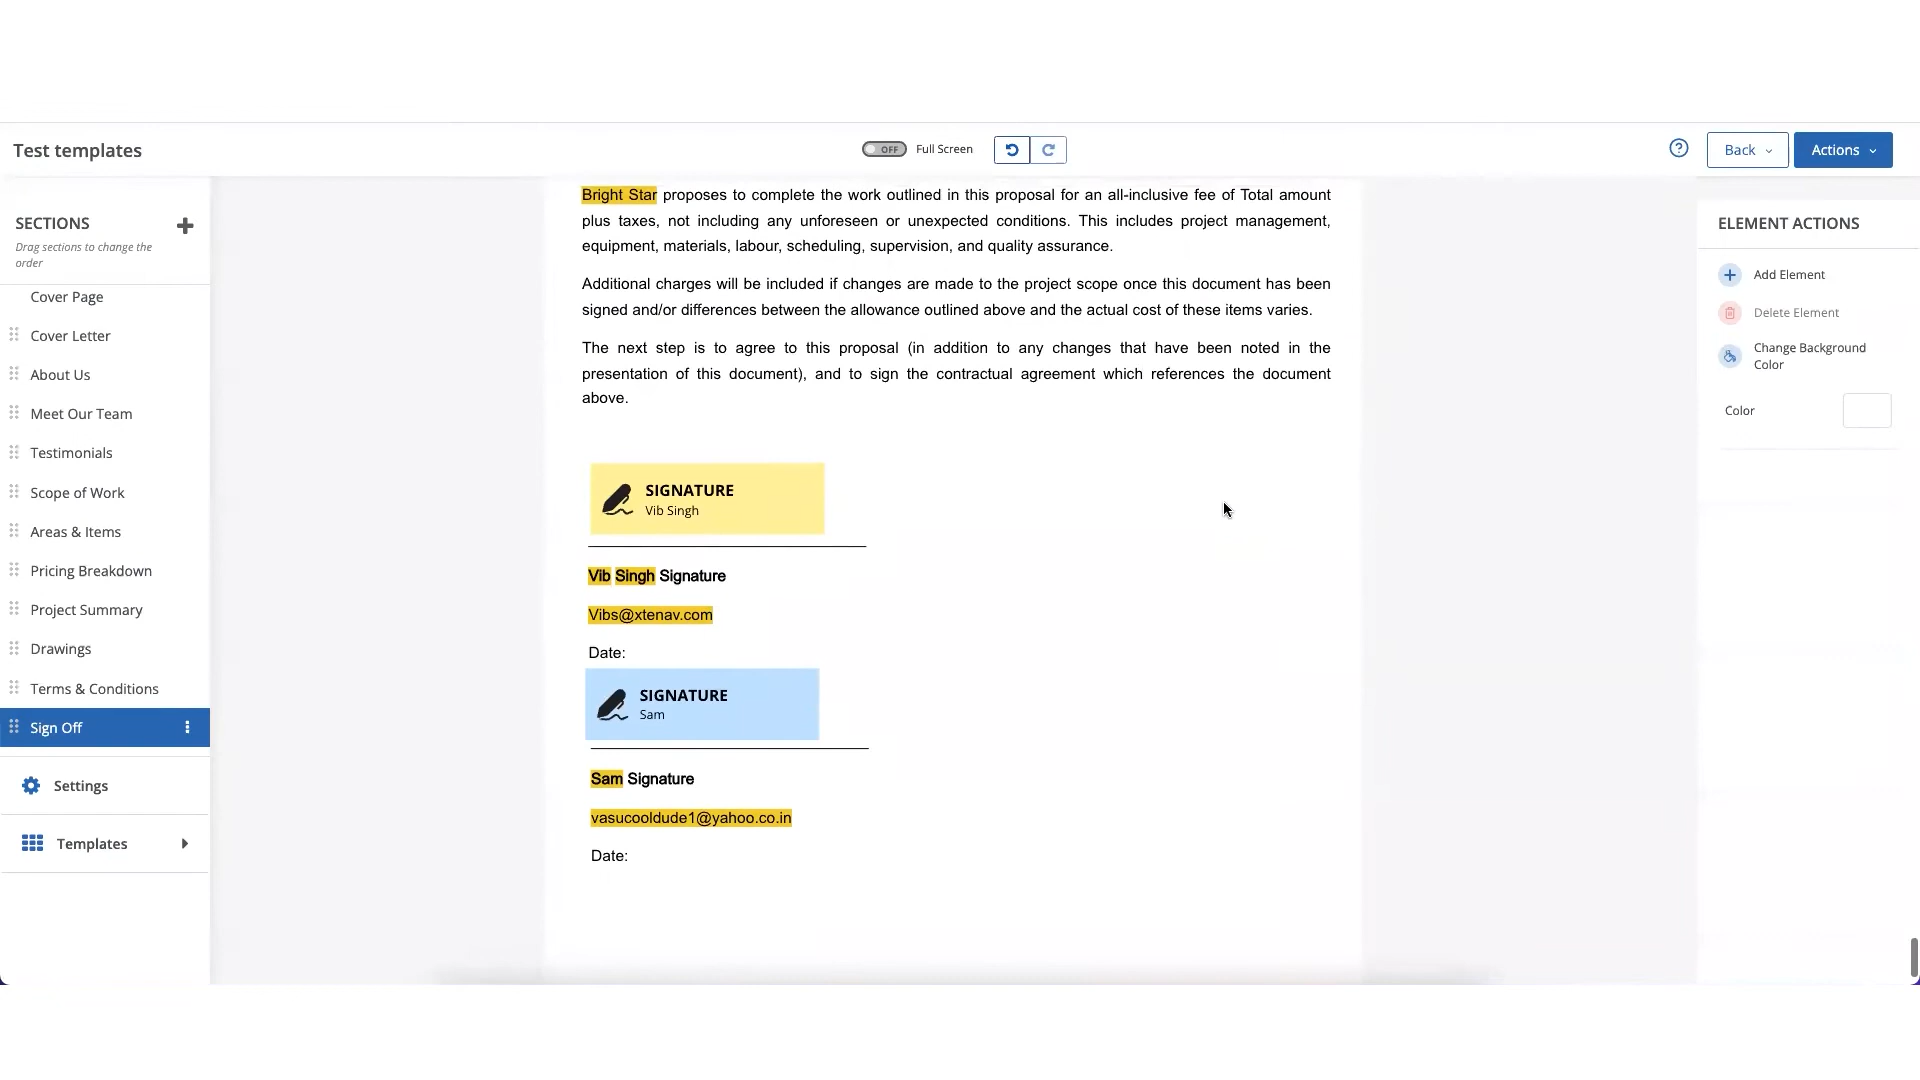 Test templates
OFF Full Screen
Back
Actions
SECTIONS
Drag sections to change the
order
Cover Page
Cover Letter
About Us
Meet Our Team
Testimonials
Scope of Work
Areas & Items
Pricing Breakdown
Project Summary
Drawings
Terms & Conditions
Sign Off
Settings
Templates
Bright Star proposes to complete the work outlined in this proposal for an all-inclusive fee of Total amount
plus taxes, not including any unforeseen or unexpected conditions. This includes project management,
equipment, materials, labour, scheduling, supervision, and quality assurance.
Additional charges will be included if changes are made to the project scope once this document has been
signed and/or differences between the allowance outlined above and the actual cost of these items varies.
The next step is to agree to this proposal (in addition to any changes that have been noted in the
presentation of this document), and to sign the contractual agreement which references the document
above.
SIGNATURE
Vib Singh
Vib Singh Signature
Vibs@xtenav.com
Date:
SIGNATURE
Sam
Sam Signature
vasucooldude1@yahoo.co.in
Date:
ELEMENT ACTIONS
Add Element
Delete Element
Change Background
Color
Color